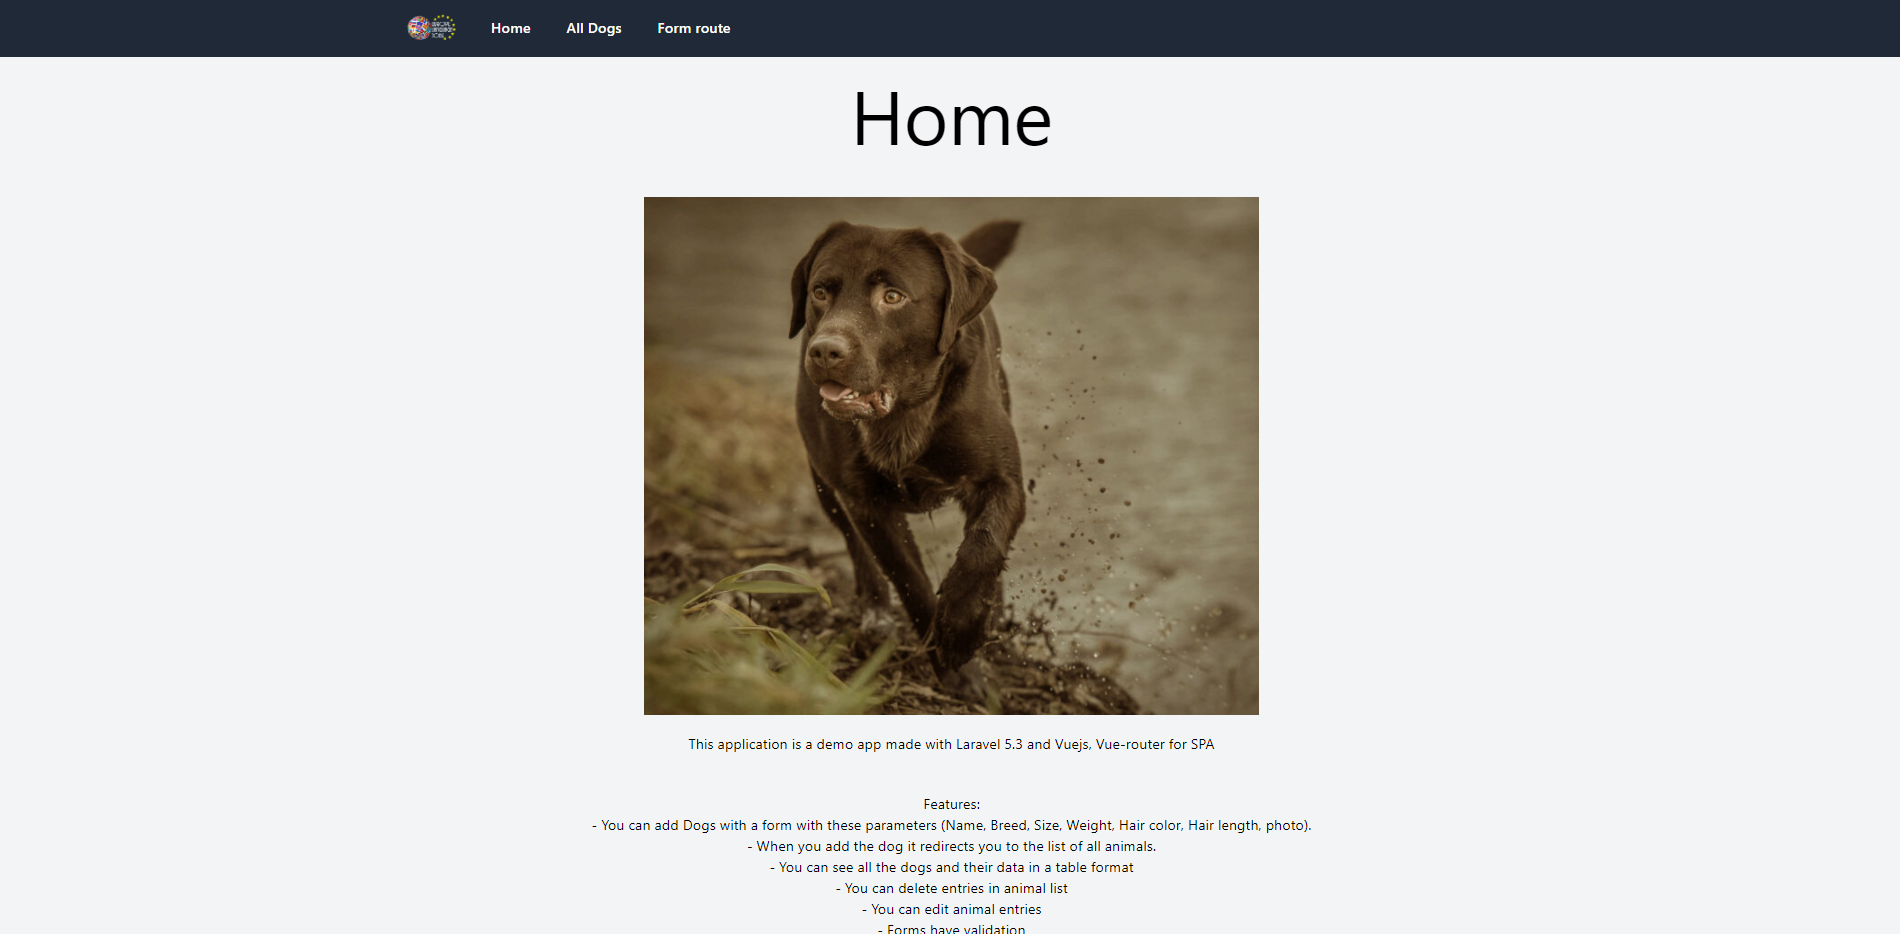 Home
All Dogs
Form route
Home
This application is a demo app made with Laravel 5.3 and Vuejs, Vue-router for SPA
Features:
- You can add Dogs with a form with these parameters (Name, Breed, Size, Weight, Hair color, Hair length, photo).
- When you add the dog it redirects you to the list of all animals.
- You can see all the dogs and their data in a table format
- You can delete entries in animal list
- You can edit animal entries
- Forms have validation